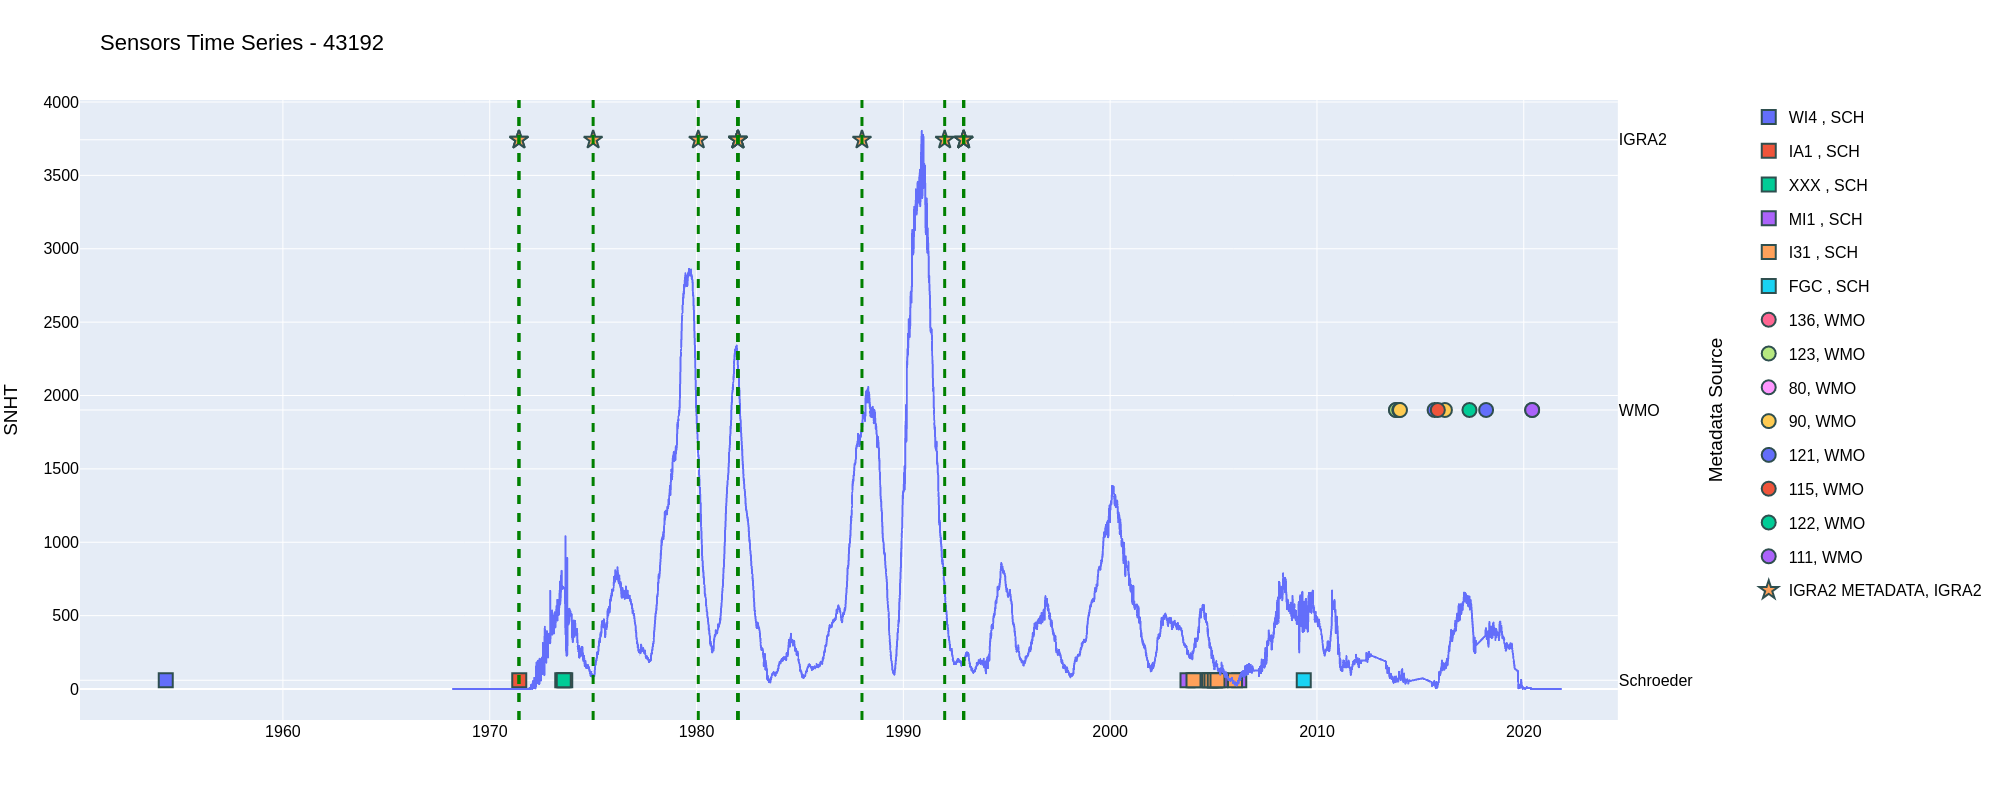 Sensors Time Series - 43192
SNHT
4000
3500
3000
2500
2000
1500
1000
500
0
1960
1970
1980
1990
2000
2010
2020
IGRA2
WMO
Schroeder
Metadata Source
WI4 , SCH
IA1 , SCH
XXX , SCH
MI1 , SCH
I31 , SCH
FGC , SCH
136, WMO
123, WMO
80, WMO
90, WMO
121, WMO
115, WMO
122, WMO
111, WMO
IGRA2 METADATA, IGRA2